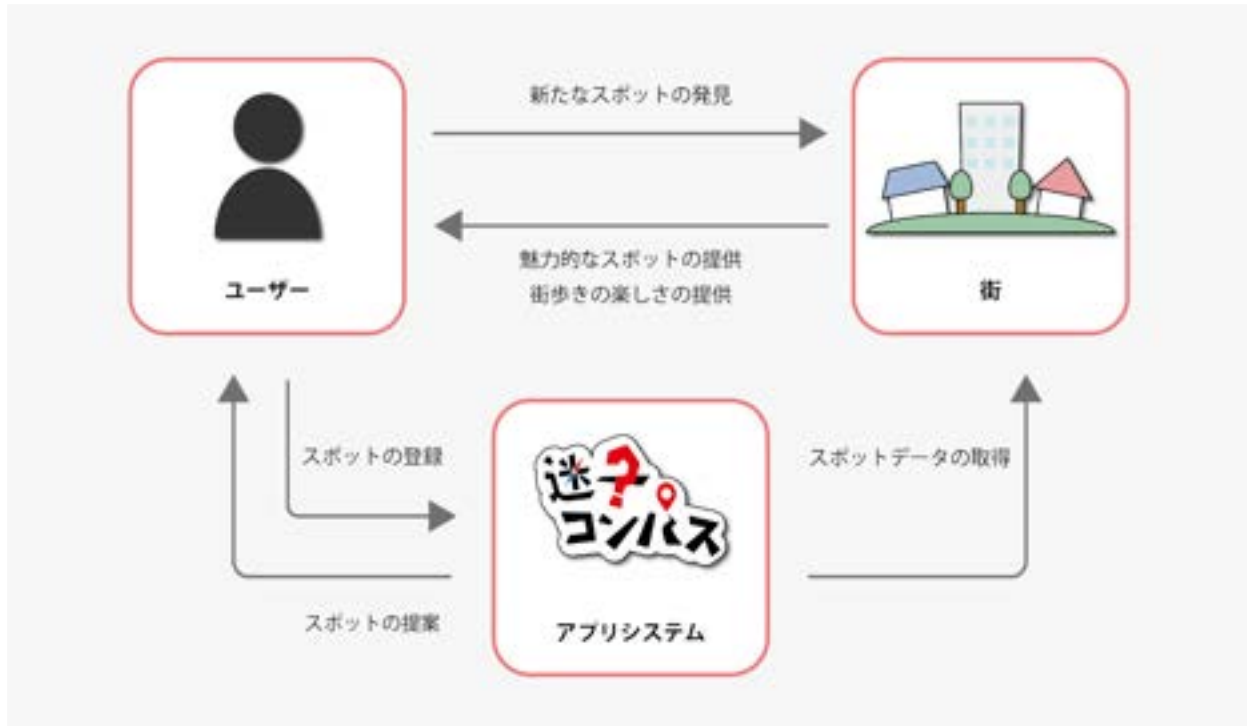 新たなスポットの発見
魅力的なスポットの提供
街歩きの楽しさの提供
ユーザー
街
スポットの登録
スポットデータの取得
迷子
コンパス
スポットの提案
アプリシステム